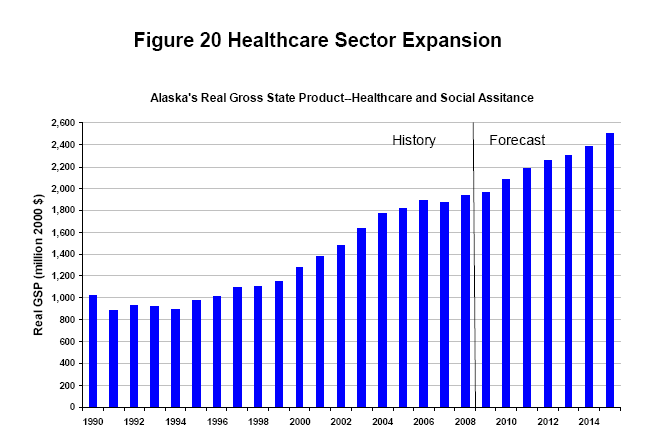 Figure 20 Healthcare Sector Expansion
Alaska's Real Gross State Product--Healthcare and Social Assitance
Real GSP (million 2000 $)
2,600
2,400
2,200
2,000
1,800
1,600
1,400
1,200
1,000
800
600
400
200
0
History
Forecast
1990 1992 1994 1996 1998 2000 2002 2004 2006 2008 2010 2012 2014